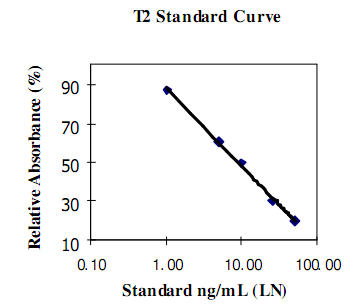 T2 Standard Curve
Relative Absorbance (%)
90
70
50
30
10
0.10 1.00 10.00 100.00
Standard ng/mL (LN)